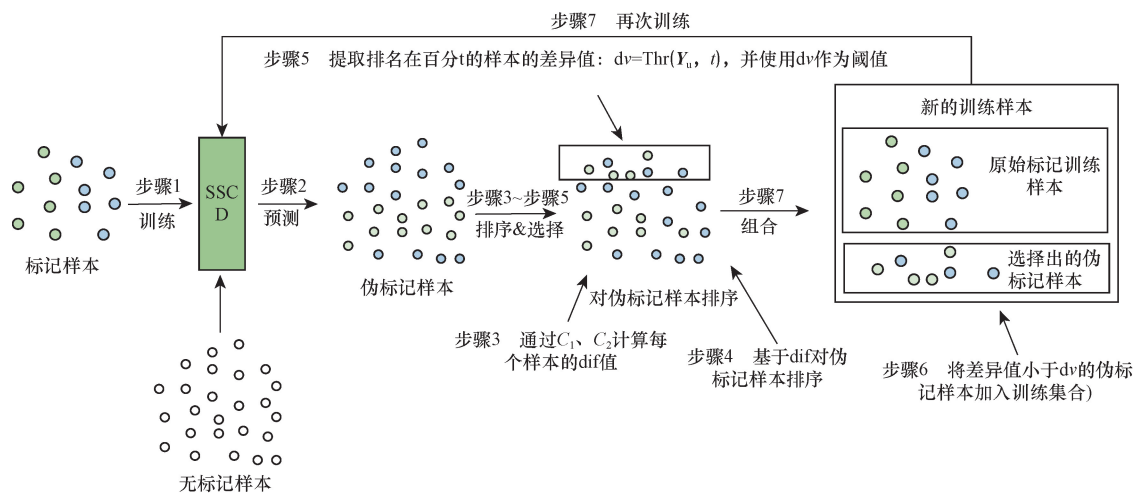 步骤7 再次训练
步骤5 提取排名在百分t的样本的差异值：dv=Thr(Yu，t)，并使用dv作为阈值
新的训练样本
原始标记训练
样本
选择出的伪
标记样本
步骤1
训练
SSC
D
步骤2
预测
步骤3~步骤5
排序&选择
步骤7
组合
标记样本
伪标记样本
对伪标记样本排序
步骤3 通过C1、C2计算每
个样本的dif值
步骤4 基于dif对伪
标记样本排序
步骤6 将差异值小于dv的伪标
记样本加入训练集合)
无标记样本